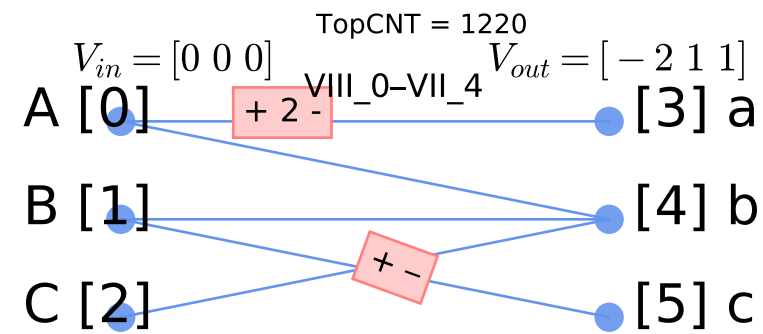 TopCNT = 1220
V_in = [0 0 0]
V_out = [ − 2 1 1]
VIII_0–VII_4
A [0]
+ 2 -
[3] a
B [1]
[4] b
+ −
C [2]
[5] c